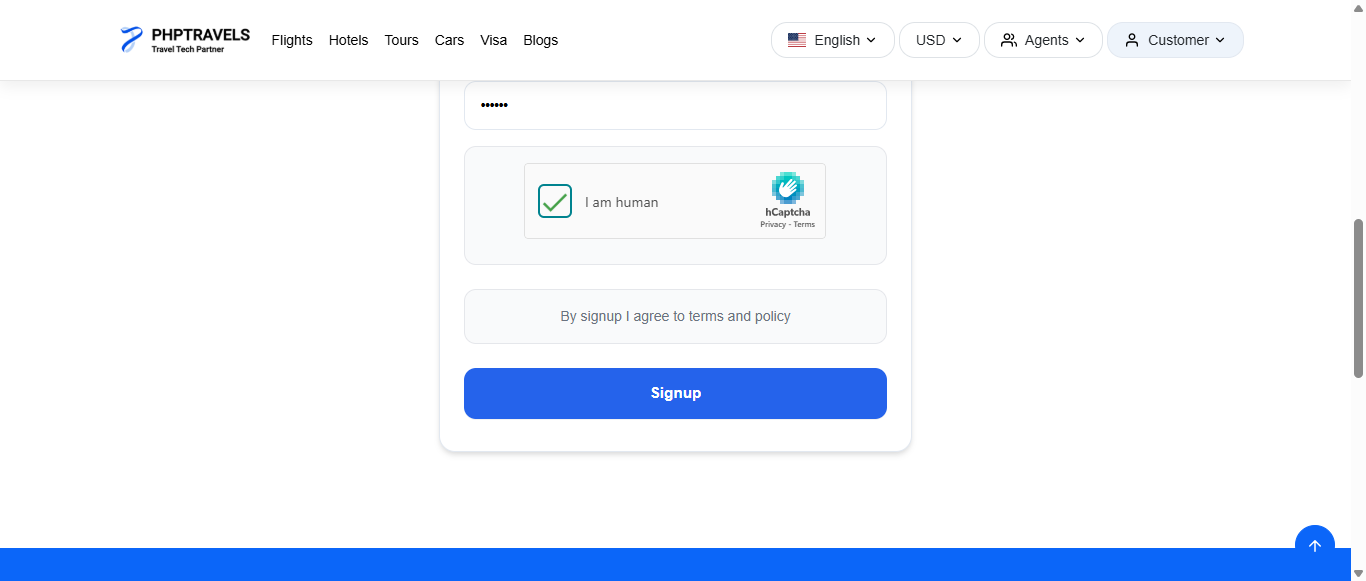 PHPTRAVELS
Travel Tech Partner
Flights Hotels Tours Cars Visa Blogs
English USD Agents Customer
••••••
I am human
hCaptcha
Privacy - Terms
By signup I agree to terms and policy
Signup